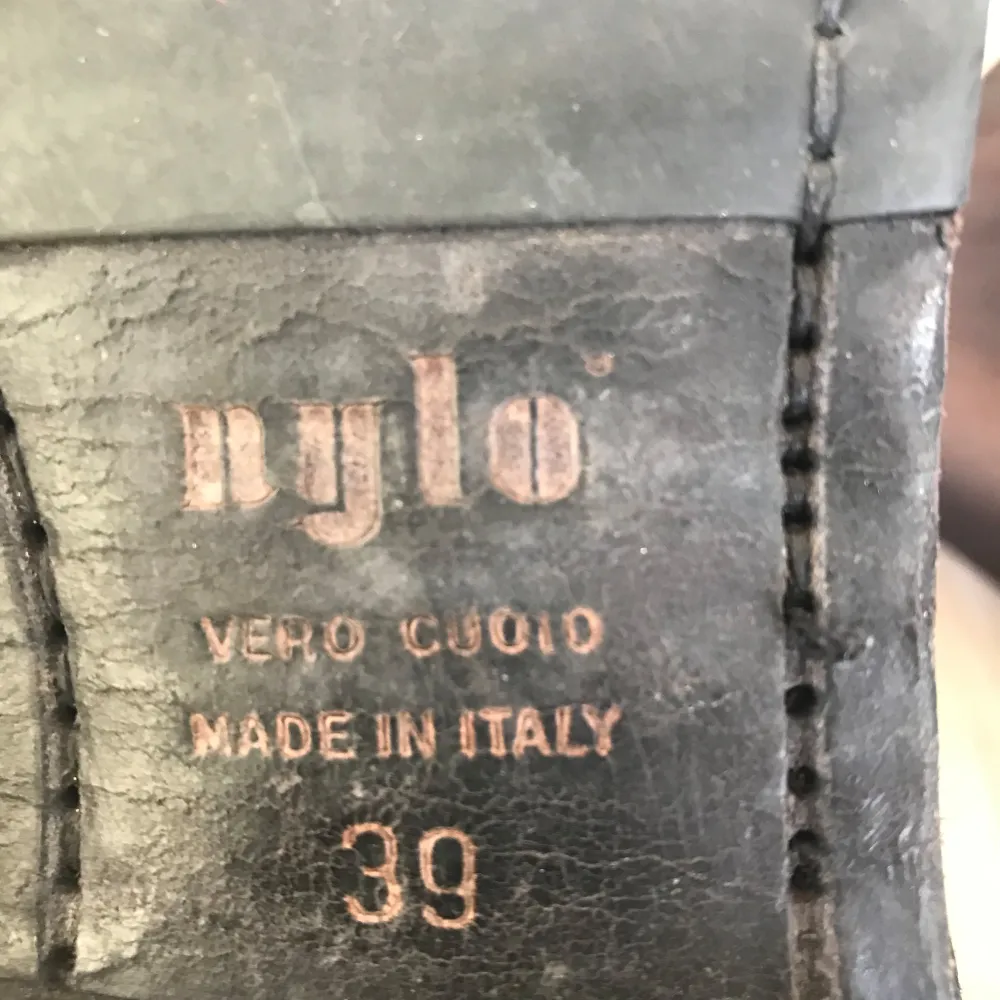 nylo
VERO CUOIO
MADE IN ITALY
39